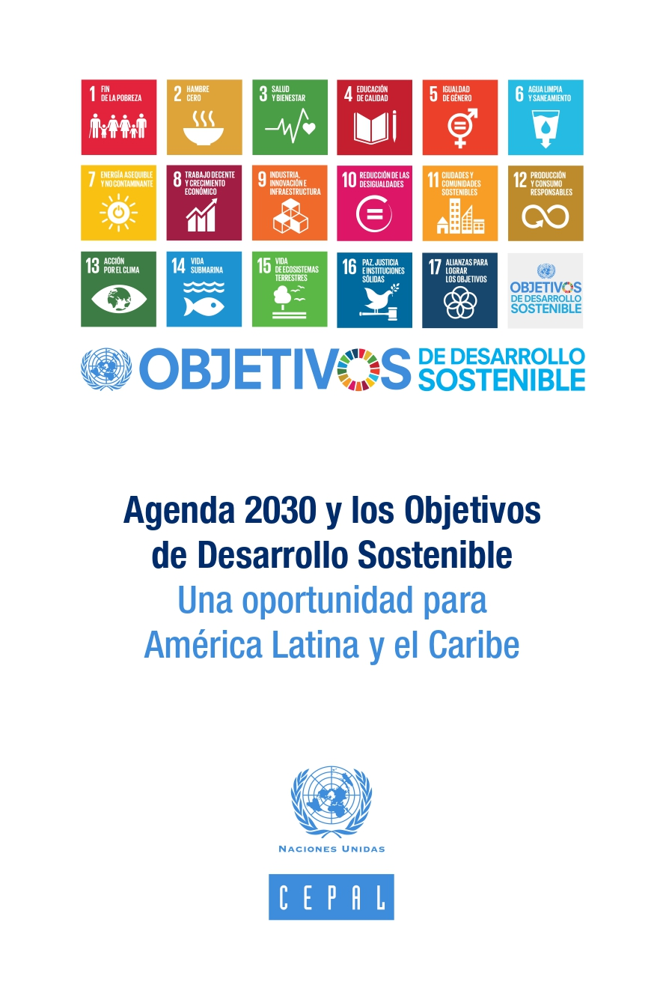 1 FIN
DE LA POBREZA
2 HAMBRE
CERO
3 SALUD
Y BIENESTAR
4 EDUCACIÓN
DE CALIDAD
5 IGUALDAD
DE GÉNERO
6 AGUA LIMPIA
Y SANEAMIENTO
7 ENERGÍA ASEQUIBLE
Y NO CONTAMINANTE
8 TRABAJO DECENTE
Y CRECIMIENTO
ECONÓMICO
9 INDUSTRIA,
INNOVACIÓN E
INFRAESTRUCTURA
10 REDUCCIÓN DE LAS
DESIGUALDADES
11 CIUDADES Y
COMUNIDADES
SOSTENIBLES
12 PRODUCCIÓN
Y CONSUMO
RESPONSABLES
13 ACCIÓN
POR EL CLIMA
14 VIDA
SUBMARINA
15 VIDA
DE ECOSISTEMAS
TERRESTRES
16 PAZ, JUSTICIA
E INSTITUCIONES
SÓLIDAS
17 ALIANZAS PARA
LOGRAR
LOS OBJETIVOS
OBJETIVOS
DE DESARROLLO
SOSTENIBLE
OBJETIVOS DE DESARROLLO
SOSTENIBLE
Agenda 2030 y los Objetivos
de Desarrollo Sostenible
Una oportunidad para
América Latina y el Caribe
NACIONES UNIDAS
CEPAL